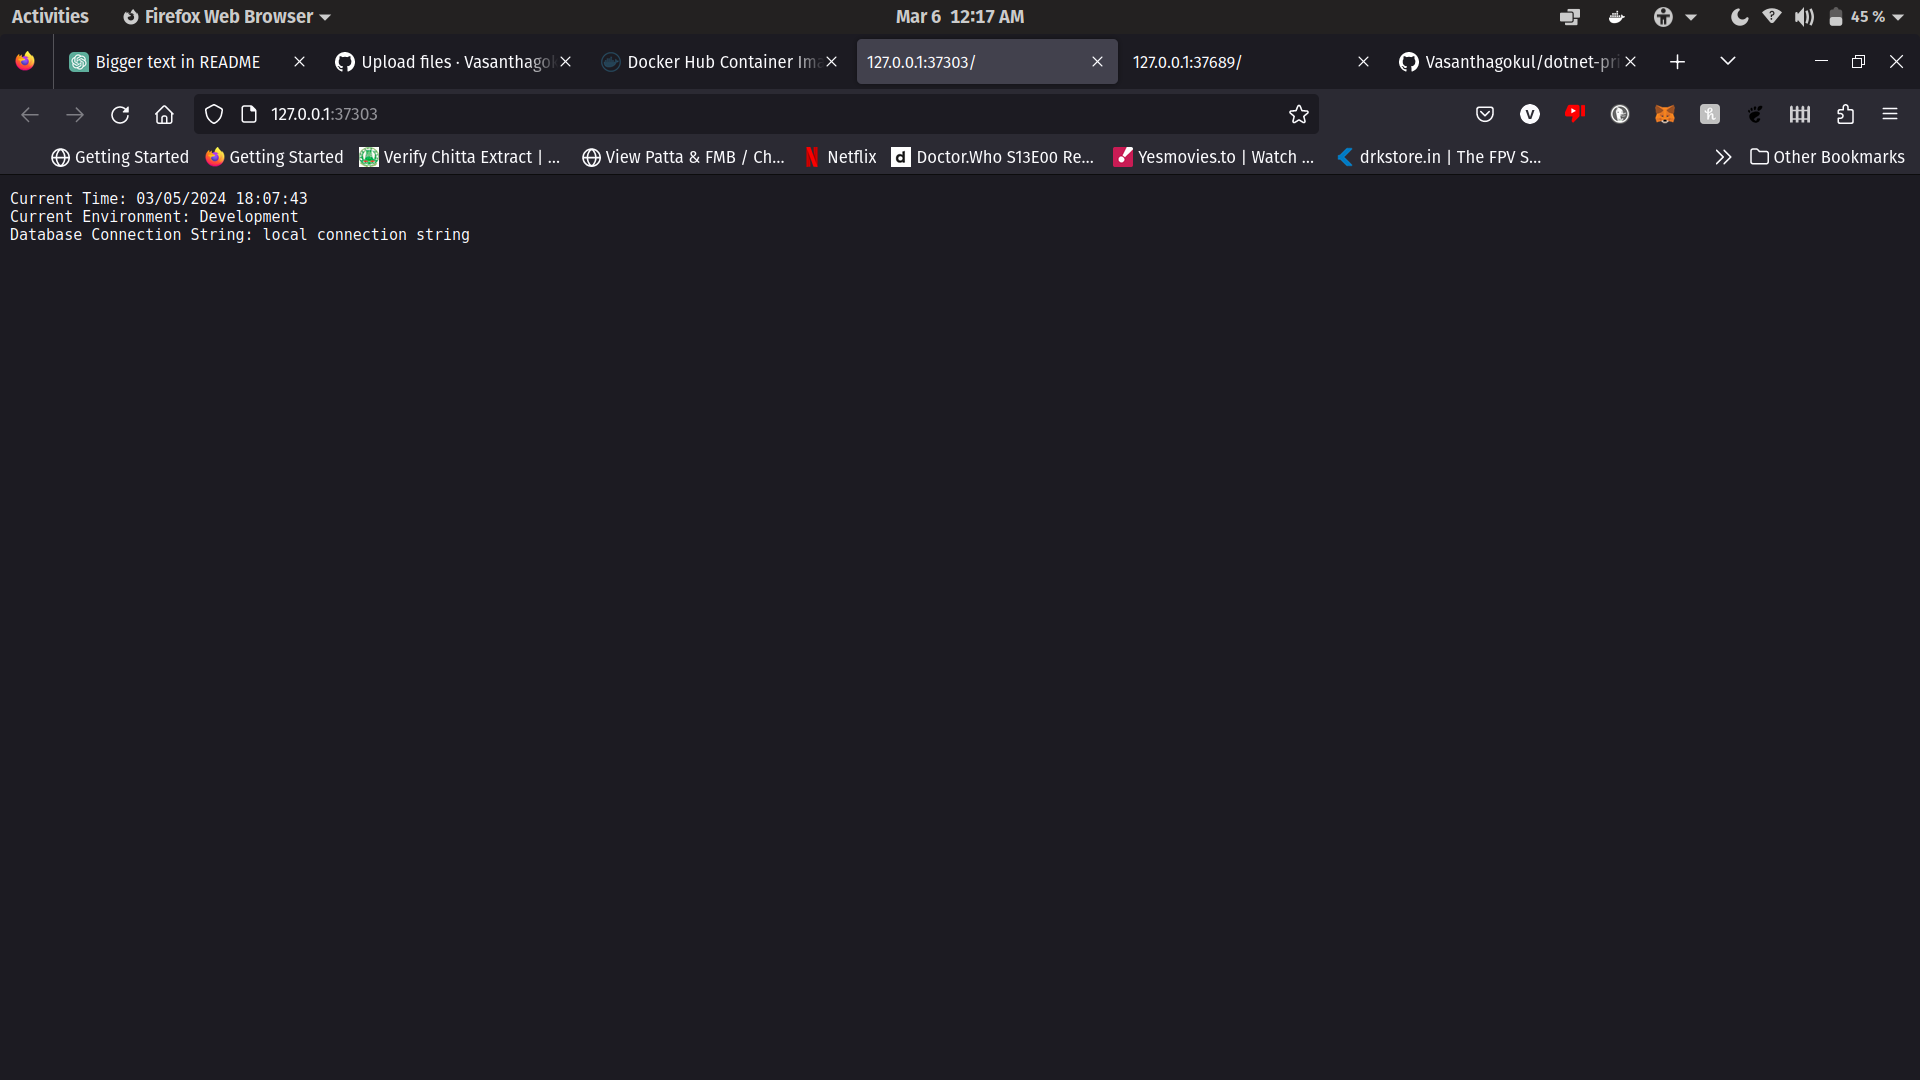 Activities Firefox Web Browser Mar 6 12:17 AM 45 %
Bigger text in README Upload files · Vasanthagok Docker Hub Container Ima 127.0.0.1:37303/ 127.0.0.1:37689/ Vasanthagokul/dotnet-pri
127.0.0.1:37303
Getting Started Getting Started Verify Chitta Extract | ... View Patta & FMB / Ch... Netflix Doctor.Who S13E00 Re... Yesmovies.to | Watch ... drkstore.in | The FPV S... Other Bookmarks
Current Time: 03/05/2024 18:07:43
Current Environment: Development
Database Connection String: local connection string